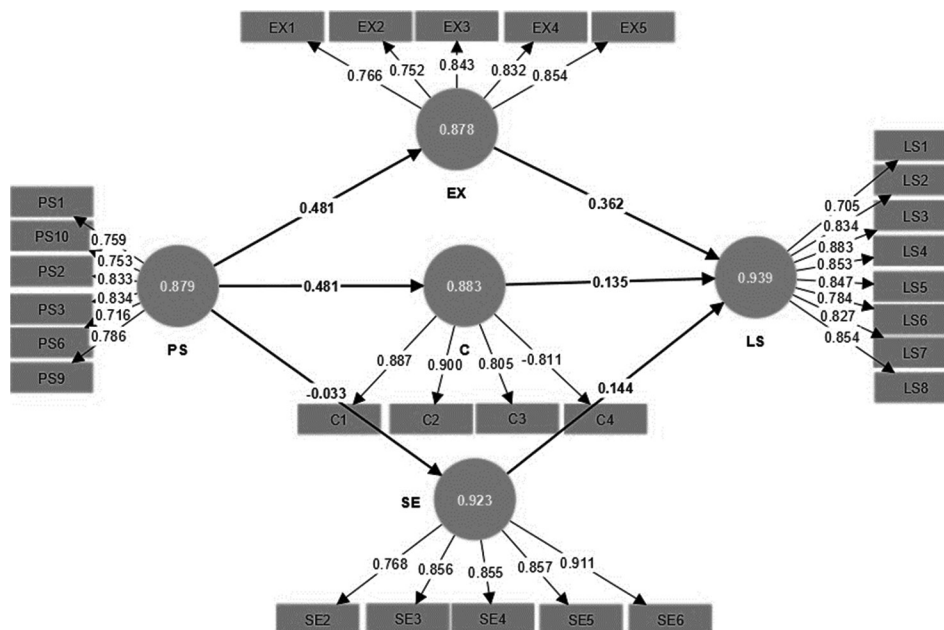 EX1 EX2 EX3 EX4 EX5
0.766 0.752 0.843 0.832 0.854
0.878
EX
PS1
PS10
PS2
PS3
PS6
PS9
0.759
0.753
0.833
0.834
0.716
0.786
0.879
PS
0.481
0.362
0.481
0.883
C
0.135
0.887 0.900 0.805 -0.811
C1 C2 C3 C4
-0.033
0.144
0.939
LS
0.705
0.834
0.883
0.853
0.847
0.784
0.827
0.854
LS1
LS2
LS3
LS4
LS5
LS6
LS7
LS8
0.923
SE
0.768 0.856 0.855 0.857 0.911
SE2 SE3 SE4 SE5 SE6